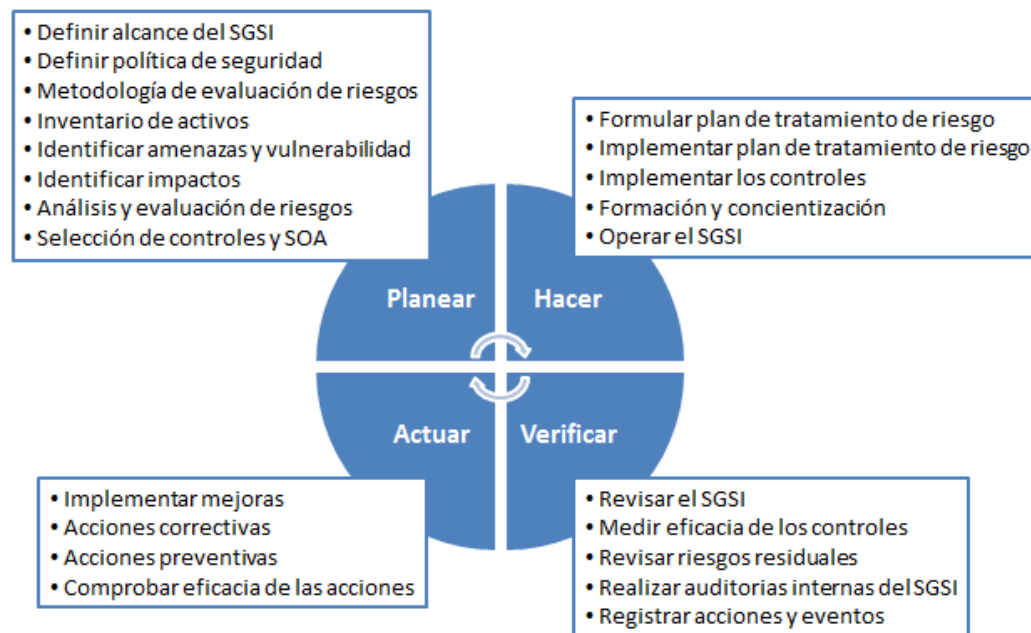 • Definir alcance del SGSI
• Definir política de seguridad
• Metodología de evaluación de riesgos
• Inventario de activos
• Identificar amenazas y vulnerabilidad
• Identificar impactos
• Análisis y evaluación de riesgos
• Selección de controles y SOA
• Formular plan de tratamiento de riesgo
• Implementar plan de tratamiento de riesgo
• Implementar los controles
• Formación y concientización
• Operar el SGSI
Planear
Hacer
Actuar
Verificar
• Implementar mejoras
• Acciones correctivas
• Acciones preventivas
• Comprobar eficacia de las acciones
• Revisar el SGSI
• Medir eficacia de los controles
• Revisar riesgos residuales
• Realizar auditorias internas del SGSI
• Registrar acciones y eventos